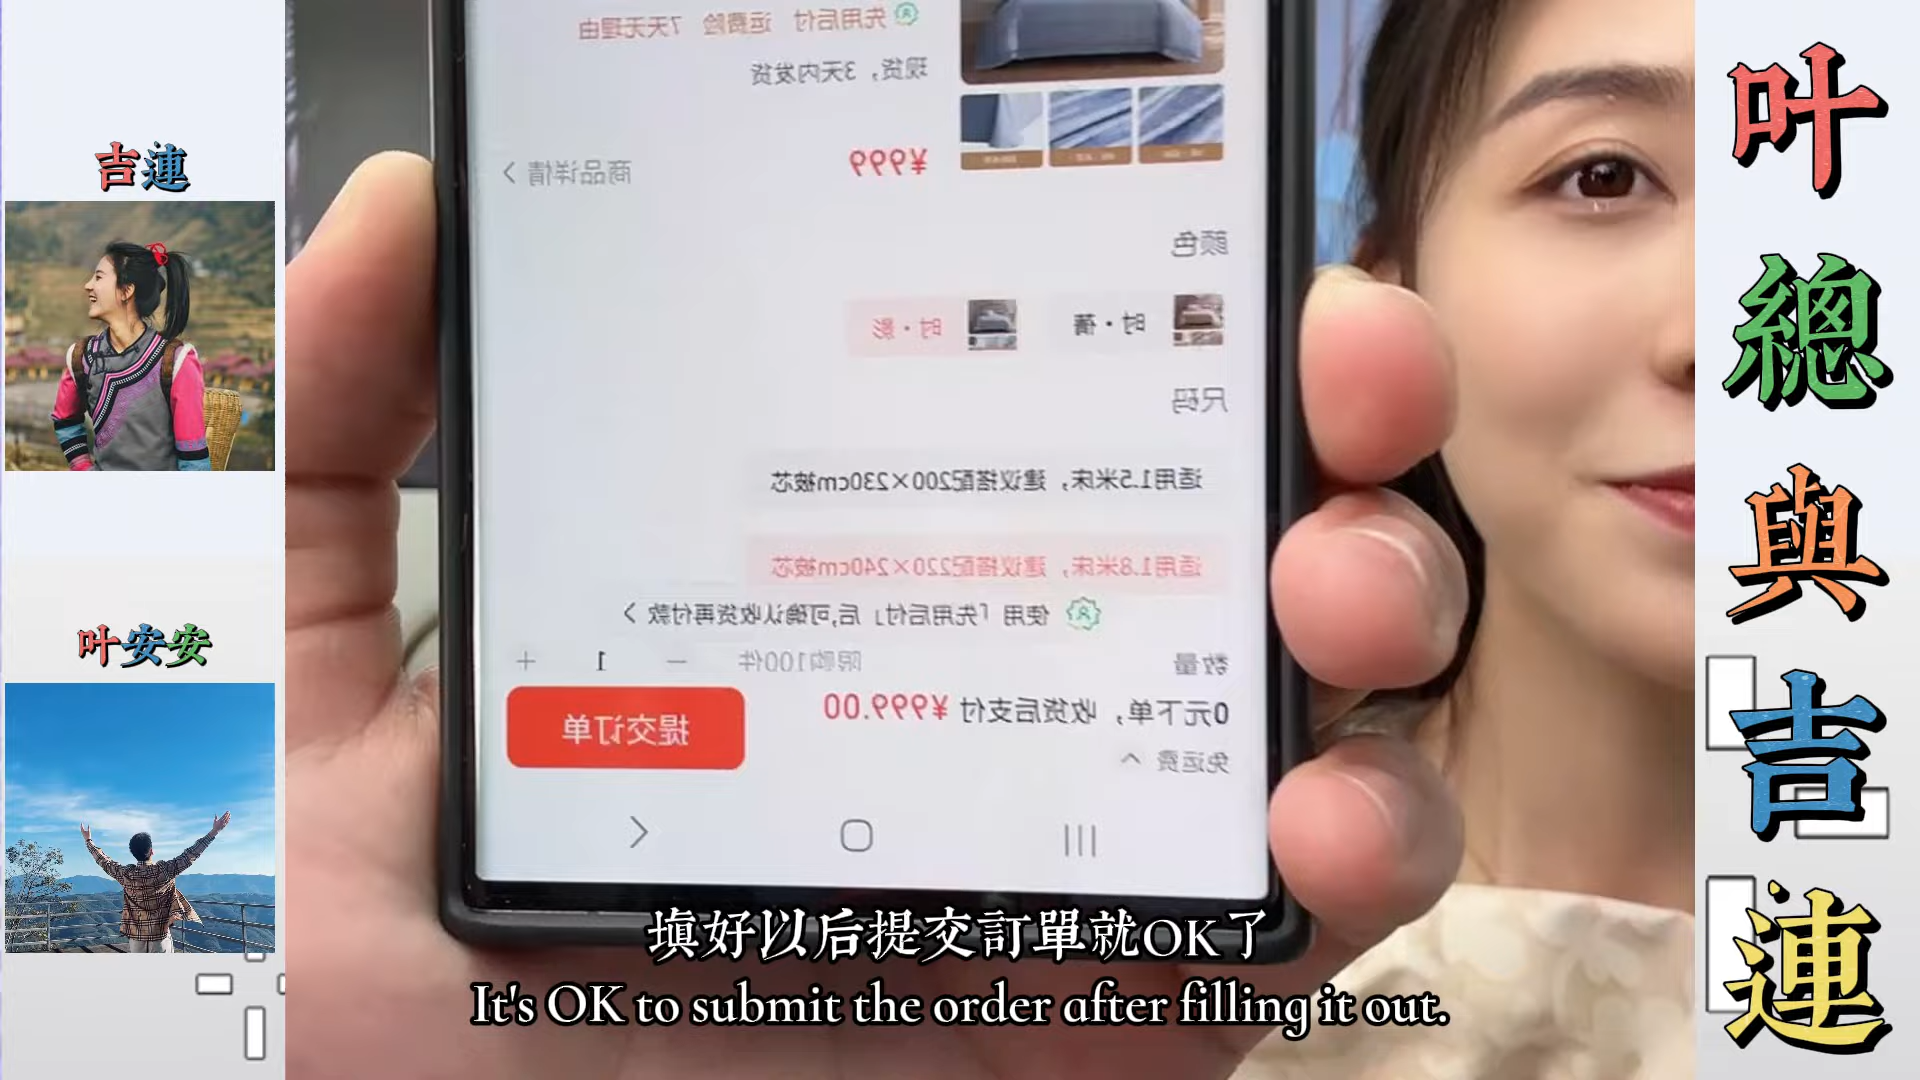 吉連
叶安安
叶總與吉連
先用后付 运费险 7天无理由
现货，3天内发货
¥999
商品详情
颜色
时·蒨
时·影
尺码
适用1.5米床，建议搭配200×230cm被芯
适用1.8米床，建议搭配220×240cm被芯
使用「先用后付」后,可确认收货再付款
数量
限购100件
1
0元下单，收货后支付 ¥999.00
免运费
提交订单
填好以后提交訂單就OK了
It's OK to submit the order after filling it out.